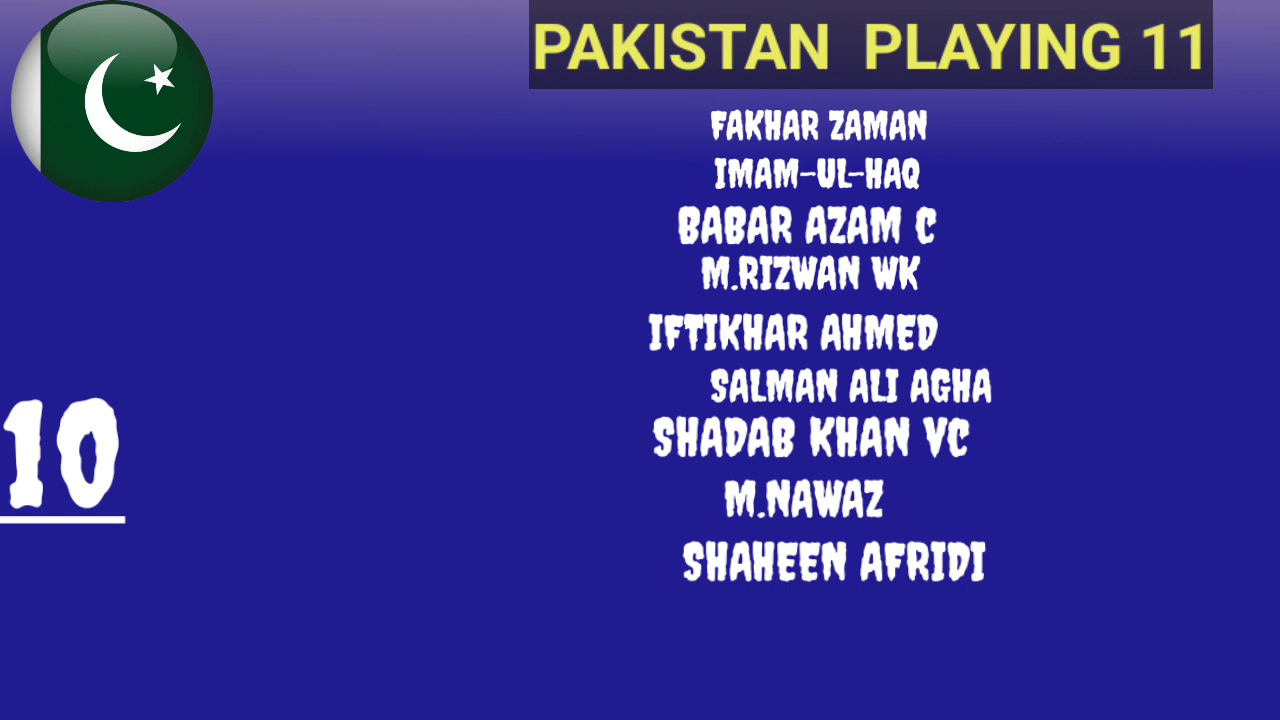 PAKISTAN PLAYING 11
FAKHAR ZAMAN
IMAM-UL-HAQ
BABAR AZAM C
M.RIZWAN WK
IFTIKHAR AHMED
SALMAN ALI AGHA
SHADAB KHAN VC
M.NAWAZ
SHAHEEN AFRIDI
10